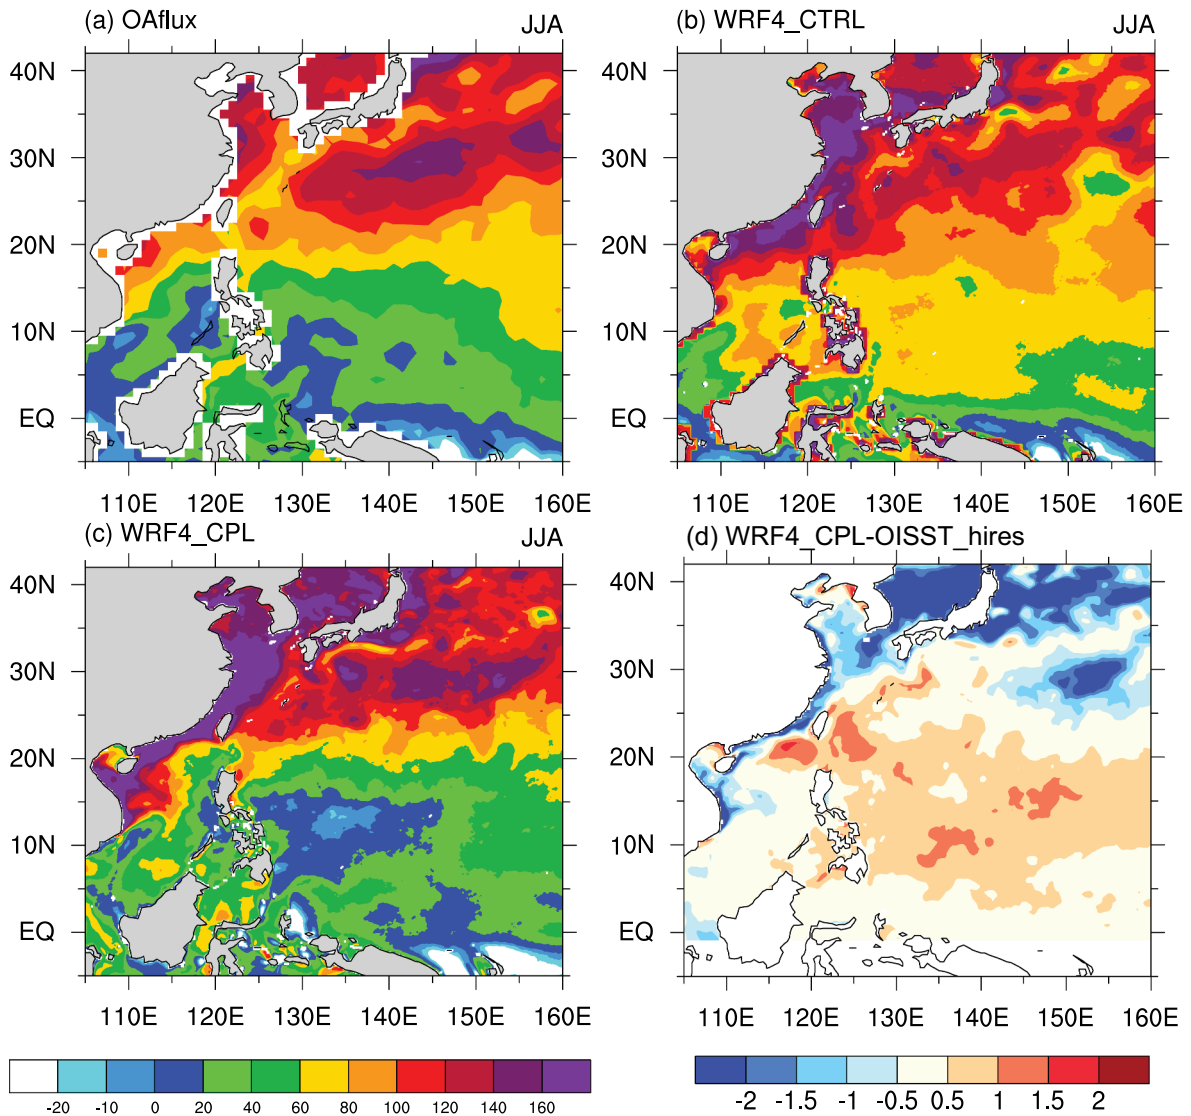 (a) OAflux JJA
40N
30N
20N
10N
EQ
110E 120E 130E 140E 150E 160E
(b) WRF4_CTRL JJA
40N
30N
20N
10N
EQ
110E 120E 130E 140E 150E 160E
(c) WRF4_CPL JJA
40N
30N
20N
10N
EQ
110E 120E 130E 140E 150E 160E
(d) WRF4_CPL-OISST_hires
40N
30N
20N
10N
EQ
110E 120E 130E 140E 150E 160E
-20 -10 0 20 40 60 80 100 120 140 160
-2 -1.5 -1 -0.5 0.5 1 1.5 2